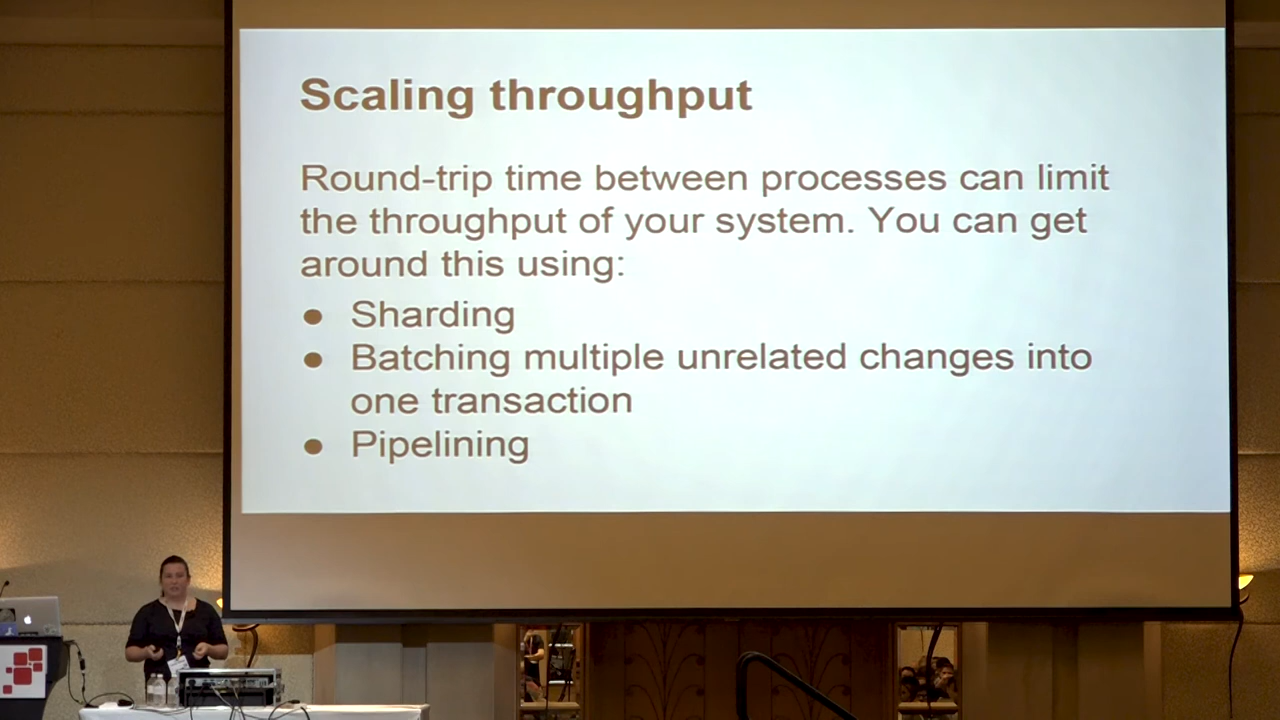 Scaling throughput
Round-trip time between processes can limit
the throughput of your system. You can get
around this using:
● Sharding
● Batching multiple unrelated changes into
one transaction
● Pipelining